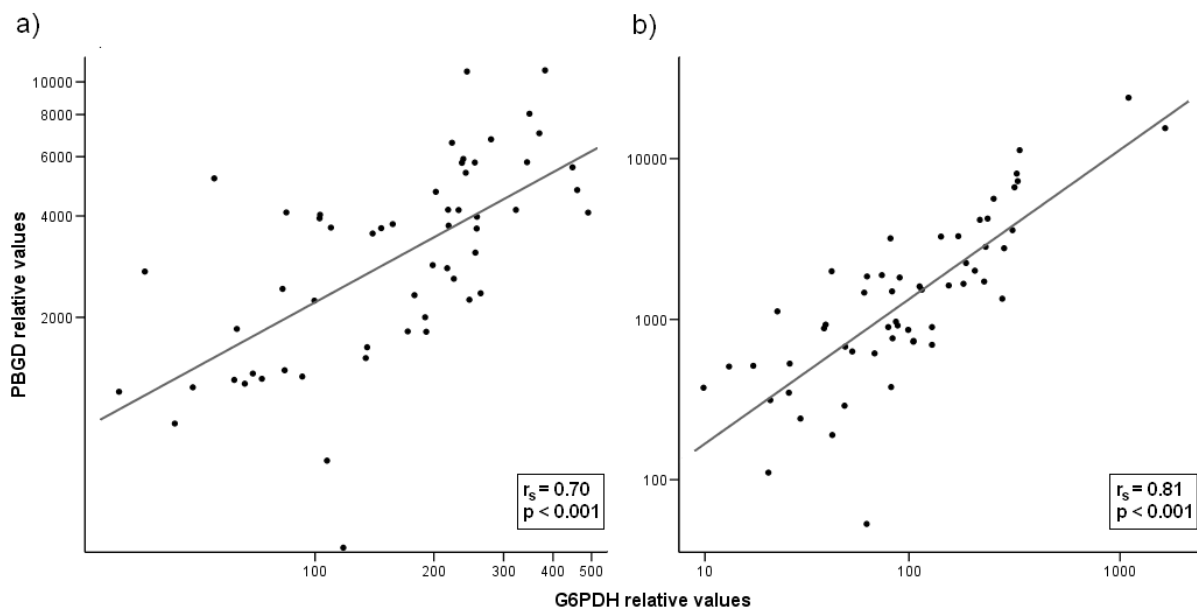 a)
b)
10000
8000
6000
4000
2000
PBGD relative values
100 200 300 400 500
r_s = 0.70
p < 0.001
10000
1000
100
10 100 1000
r_s = 0.81
p < 0.001
G6PDH relative values